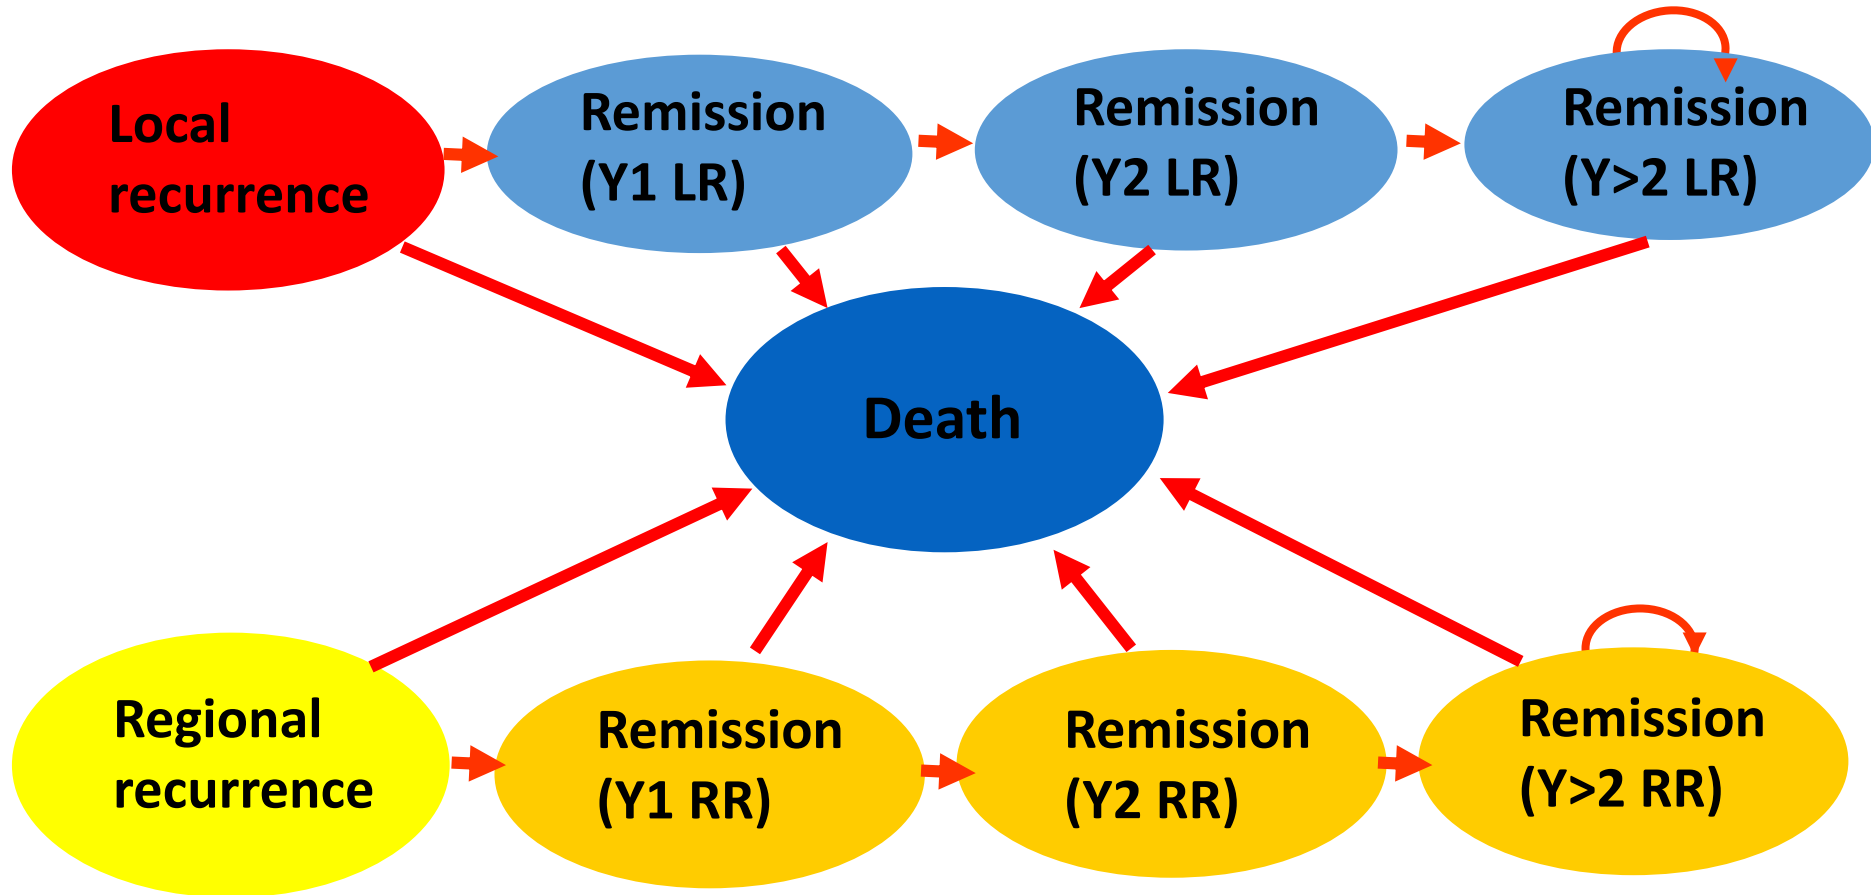 Local
recurrence
Remission
(Y1 LR)
Remission
(Y2 LR)
Remission
(Y>2 LR)
Death
Regional
recurrence
Remission
(Y1 RR)
Remission
(Y2 RR)
Remission
(Y>2 RR)